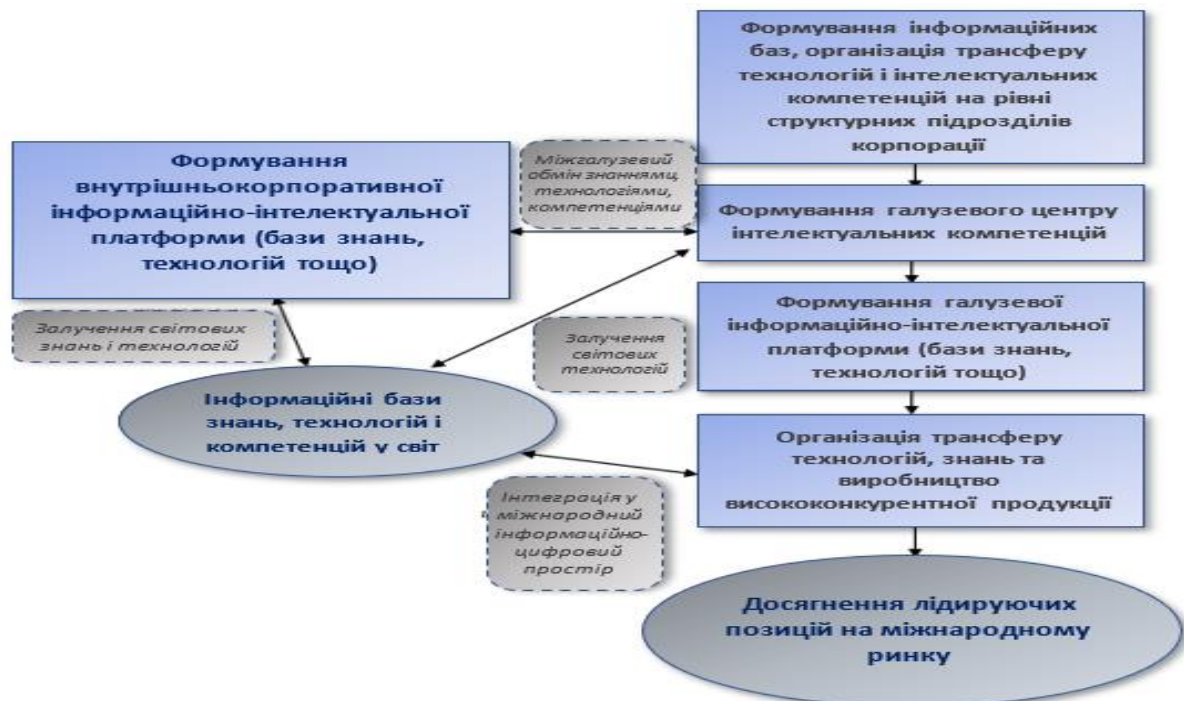 Формування інформаційних
баз, організація трансферу
технологій і інтелектуальних
компетенцій на рівні
структурних підрозділів
корпорації
Формування
внутрішньокорпоративної
інформаційно-інтелектуальної
платформи (бази знань,
технологій тощо)
Міжгалузевий
обмін знаннями,
технологіями,
компетенціями
Формування галузевого центру
інтелектуальних компетенцій
Залучення світових
знань і технологій
Залучення
світових
технологій
Формування галузевої
інформаційно-інтелектуальної
платформи (бази знань,
технологій тощо)
Інформаційні бази
знань, технологій і
компетенцій у світ
Організація трансферу
технологій, знань та
виробництво
висококонкурентної продукції
Інтеграція у
міжнародний
інформаційно-
цифровий
простір
Досягнення лідируючих
позицій на міжнародному
ринку